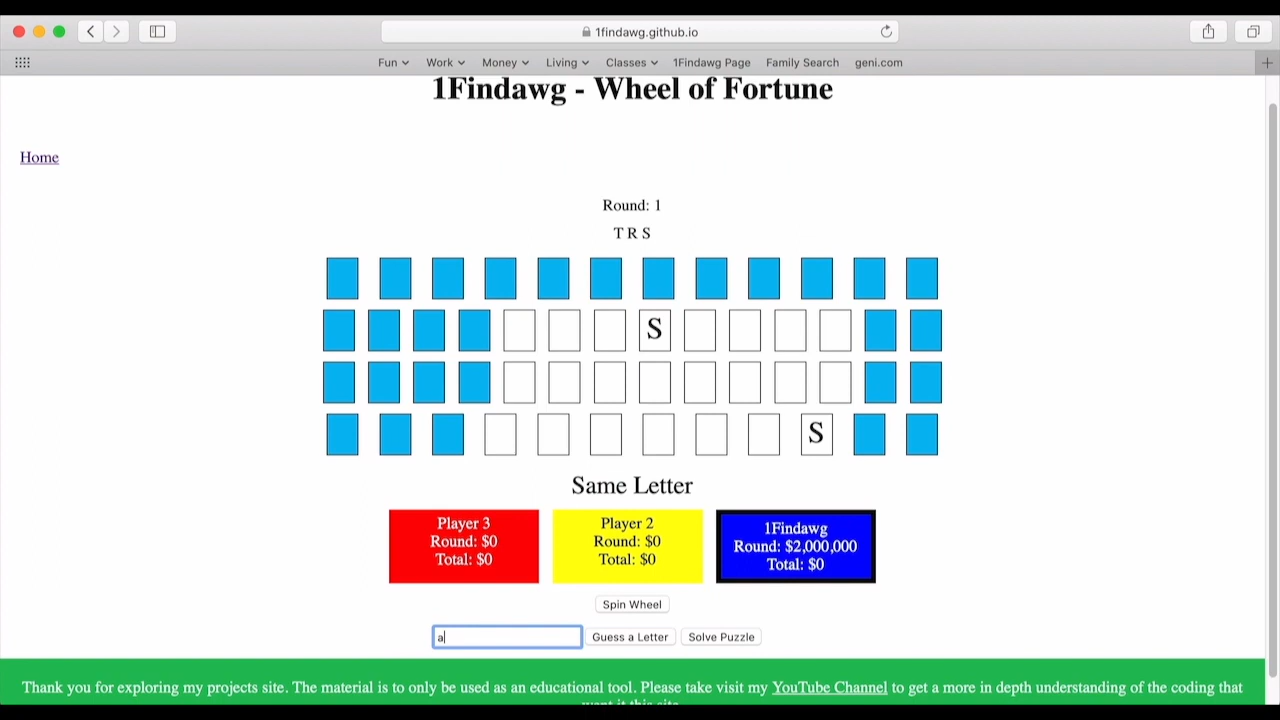 1findawg.github.io
Fun Work Money Living Classes 1Findawg Page Family Search geni.com
1Findawg - Wheel of Fortune
Home
Round: 1
T R S
S
S
Same Letter
Player 3
Round: $0
Total: $0
Player 2
Round: $0
Total: $0
1Findawg
Round: $2,000,000
Total: $0
Spin Wheel
a Guess a Letter Solve Puzzle
Thank you for exploring my projects site. The material is to only be used as an educational tool. Please take visit my YouTube Channel to get a more in depth understanding of the coding that
went it this site.